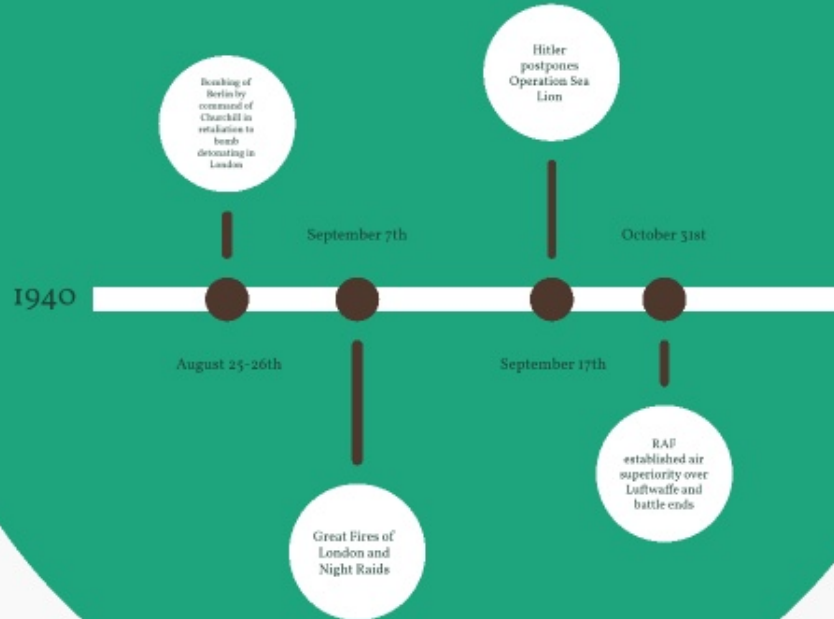 Hitler
postpones
Operation Sea
Lion
Bombing of
Berlin by
command of
Churchill in
retaliation to
bomb
detonating in
London
September 7th
October 31st
1940
August 25-26th
September 17th
RAF
established air
superiority over
Luftwaffe and
battle ends
Great Fires of
London and
Night Raids